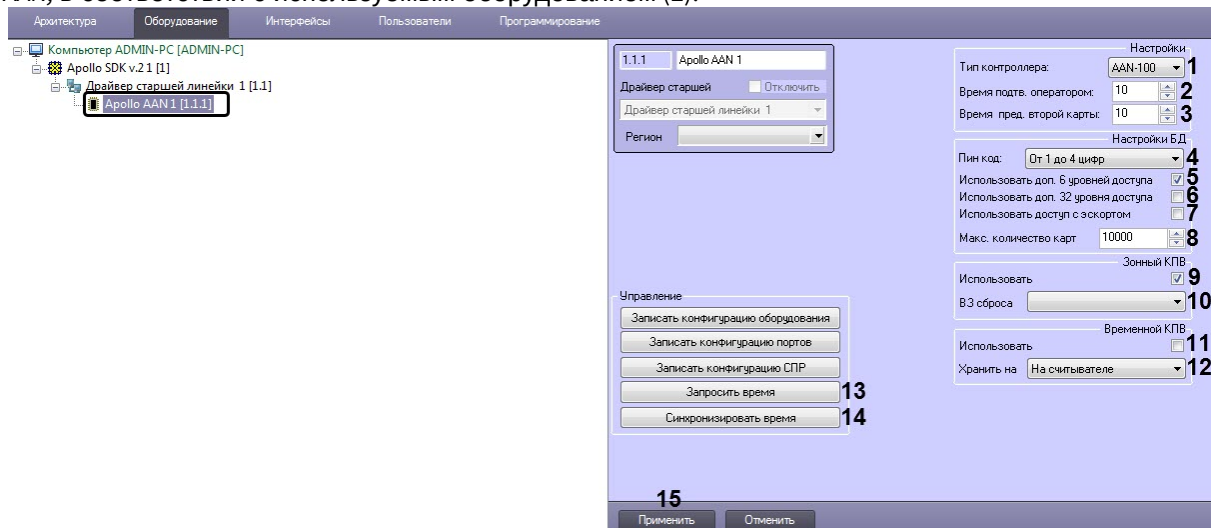 ААN, в соответствии с используемым оборудованием (2).
Архитектура Оборудование Интерфейсы Пользователи Программирование
Компьютер ADMIN-PC [ADMIN-PC]
Apollo SDK v.2 1 [1]
Драйвер старшей линейки 1 [1.1]
Apollo AAN 1 [1.1.1]
1.1.1 Apollo AAN 1
Драйвер старшей Отключить
Драйвер старшей линейки 1
Регион
Настройки
Тип контроллера: AAN-100 1
Время подтв. оператором: 10 2
Время пред. второй карты: 10 3
Настройки БД
Пин код: От 1 до 4 цифр 4
Использовать доп. 6 уровней доступа 5
Использовать доп. 32 уровня доступа 6
Использовать доступ с эскортом 7
Макс. количество карт 10000 8
Зонный КПВ
Использовать 9
ВЗ сброса 10
Временной КПВ
Использовать 11
Хранить на На считывателе 12
Управление
Записать конфигурацию оборудования
Записать конфигурацию портов
Записать конфигурацию СПР
Запросить время 13
Синхронизировать время 14
15
Применить Отменить